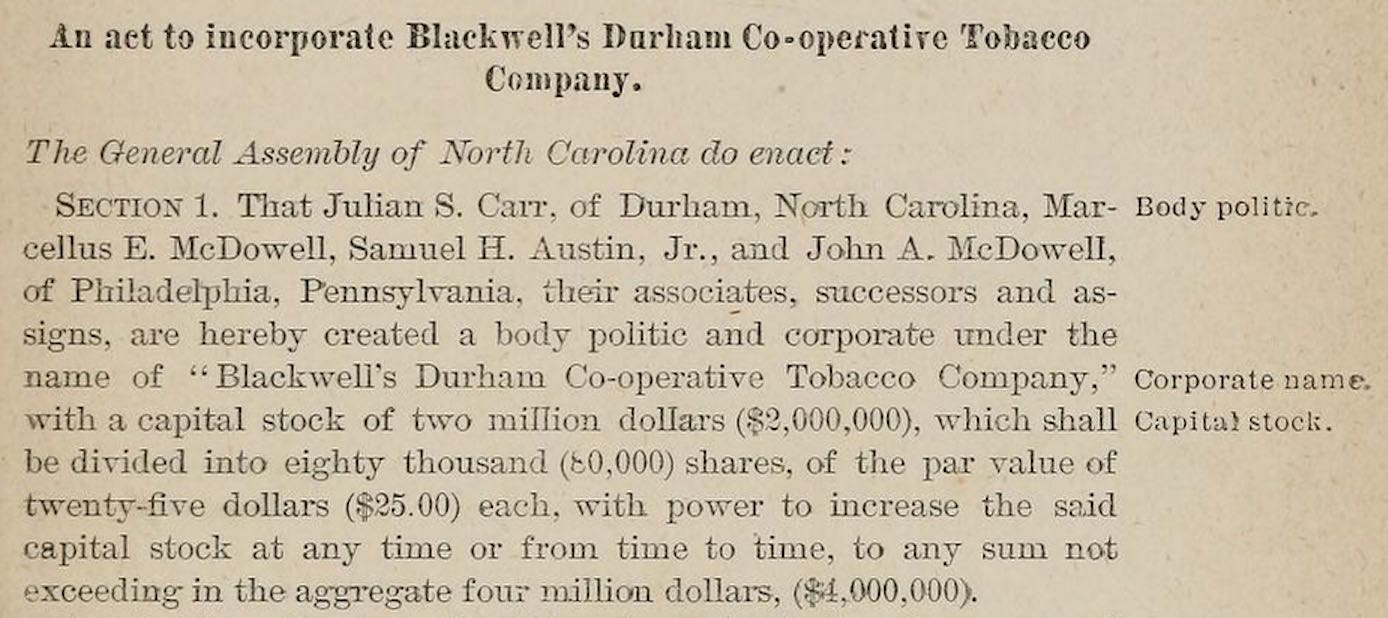 An act to incorporate Blackwell's Durham Co-operative Tobacco
Company.
The General Assembly of North Carolina do enact:
SECTION 1. That Julian S. Carr, of Durham, North Carolina, Mar- Body politic.
cellus E. McDowell, Samuel H. Austin, Jr., and John A. McDowell,
of Philadelphia, Pennsylvania, their associates, successors and as-
signs, are hereby created a body politic and corporate under the
name of "Blackwell's Durham Co-operative Tobacco Company," Corporate name.
with a capital stock of two million dollars ($2,000,000), which shall Capital stock.
be divided into eighty thousand (80,000) shares, of the par value of
twenty-five dollars ($25.00) each, with power to increase the said
capital stock at any time or from time to time, to any sum not
exceeding in the aggregate four million dollars, ($4,000,000).